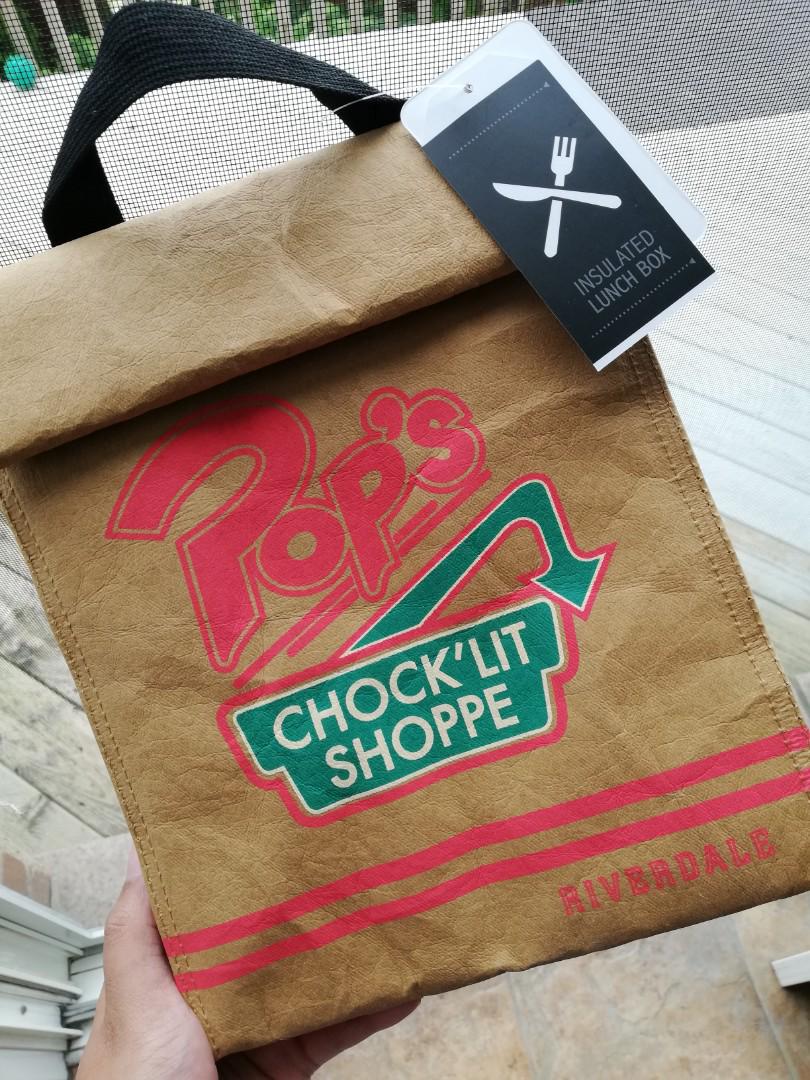 INSULATED
LUNCH BOX
POP'S
CHOCK'LIT
SHOPPE
RIVERDALE